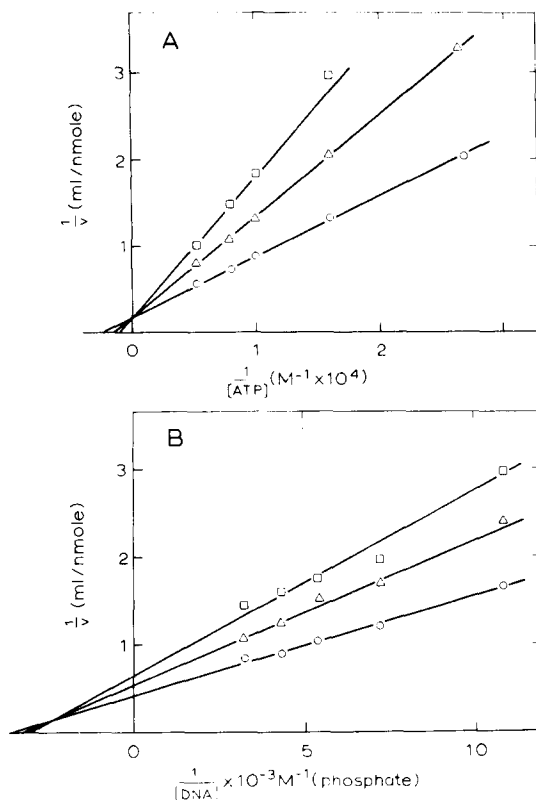 A
3
2
1
1/v (ml/nmole)
0 1 2
1/[ATP] (M⁻¹ x 10⁴)
B
3
2
1
1/v (ml/nmole)
0 5 10
1/[DNA] x 10⁻³ M⁻¹ (phosphate)